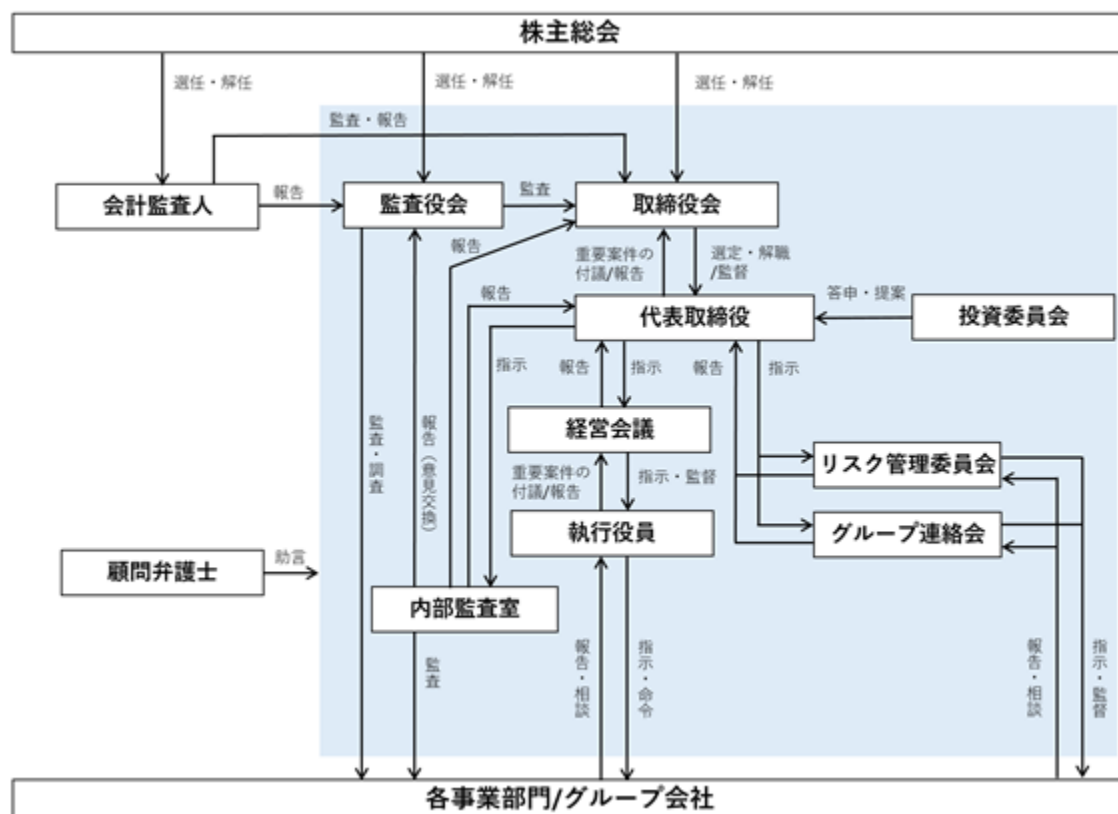 株主総会
選任・解任
選任・解任
選任・解任
監査・報告
会計監査人
報告
監査役会
監査
取締役会
報告
重要案件の
付議/報告
選定・解職
/監督
報告
答申・提案
代表取締役
投資委員会
指示
報告
指示
報告
指示
経営会議
監査・調査
報告（意見交換）
リスク管理委員会
重要案件の
付議/報告
指示・監督
執行役員
グループ連絡会
顧問弁護士
助言
内部監査室
監査
報告・相談
指示・命令
報告・相談
指示・監督
各事業部門/グループ会社